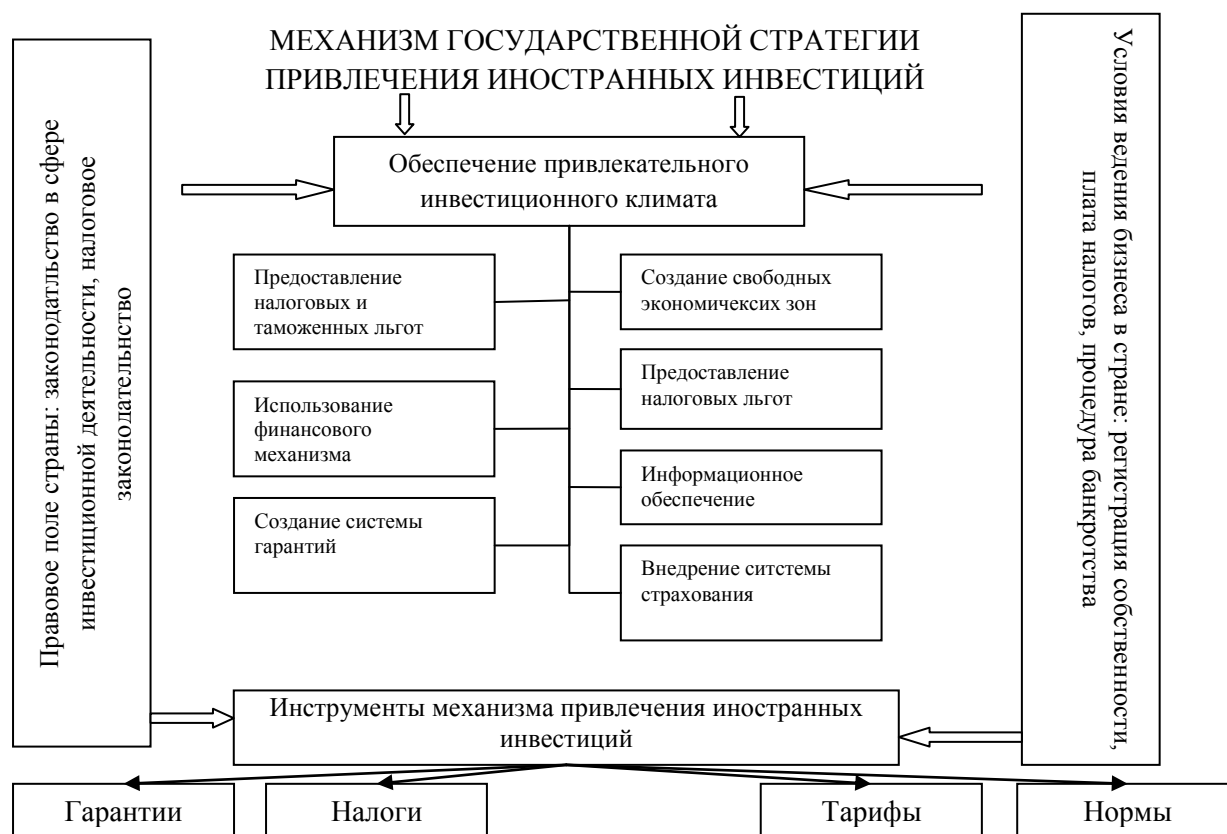 МЕХАНИЗМ ГОСУДАРСТВЕННОЙ СТРАТЕГИИ
ПРИВЛЕЧЕНИЯ ИНОСТРАННЫХ ИНВЕСТИЦИЙ
Правовое поле страны: законодатльство в сфере
инвестиционной деятельности, налоговое
законодательнство
Обеспечение привлекательного
инвестиционного климата
Предоставление
налоговых и
таможенных льгот
Использование
финансового
механизма
Создание системы
гарантий
Создание свободных
экономичексих зон
Предоставление
налоговых льгот
Информационное
обеспечение
Внедрение ситстемы
страхования
Условия ведения бизнеса в стране: регистрация собственности,
плата налогов, процедура банкротства
Инструменты механизма привлечения иностранных
инвестиций
Гарантии
Налоги
Тарифы
Нормы